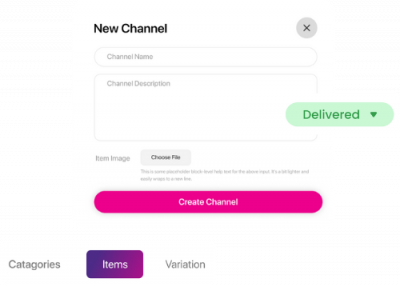 New Channel
Channel Name
Channel Description
Delivered
Item Image
Choose File
This is some placeholder block-level help text for the above input. It's a bit lighter and
easily wraps to a new line.
Create Channel
Catagories Items Variation